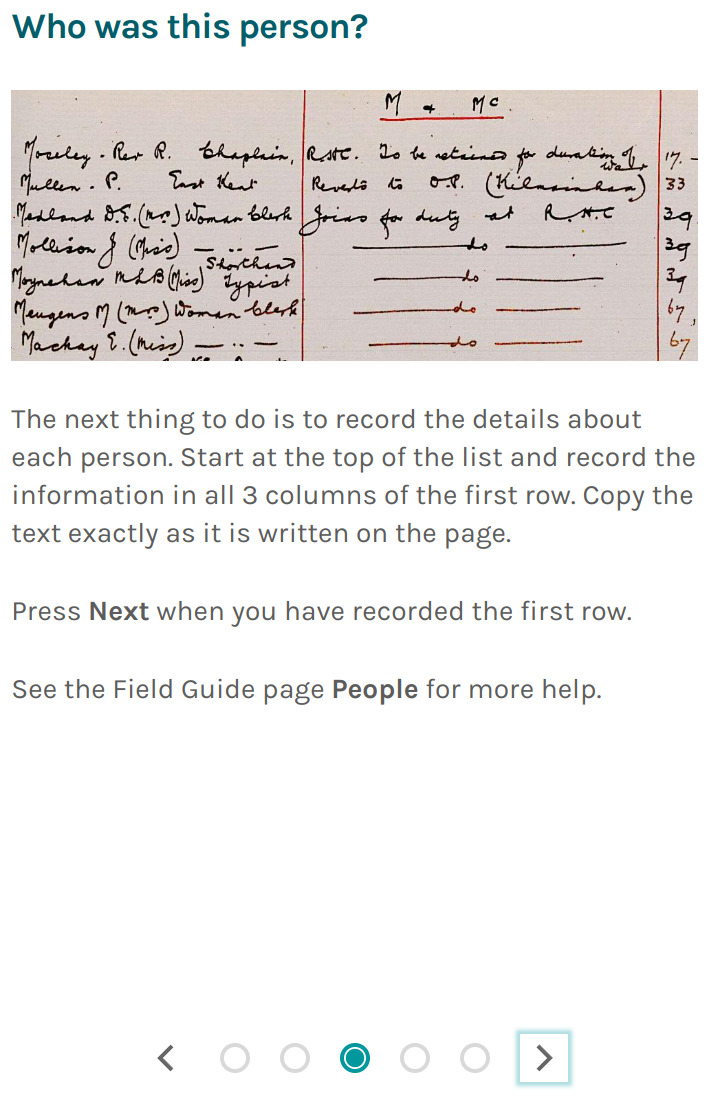 Who was this person?
M & Mc.
Moseley - Rev R. Chaplain, R.H.C. To be retained for duration of war 17. -
Mullen - P. East Kent Reverts to O.P. (Kilmainham) 33
Medland D.E. (Mrs) Woman Clerk Joins for duty at R.H.C 39
Mollison J (Miss) — ·· — — do — 39
Moynehan M L B (Miss) Shorthand Typist — do — 39
Meugens M (Mrs) Woman Clerk — do — 67,
Mackay E. (Miss) — ·· — — do — 67
The next thing to do is to record the details about
each person. Start at the top of the list and record the
information in all 3 columns of the first row. Copy the
text exactly as it is written on the page.
Press Next when you have recorded the first row.
See the Field Guide page People for more help.